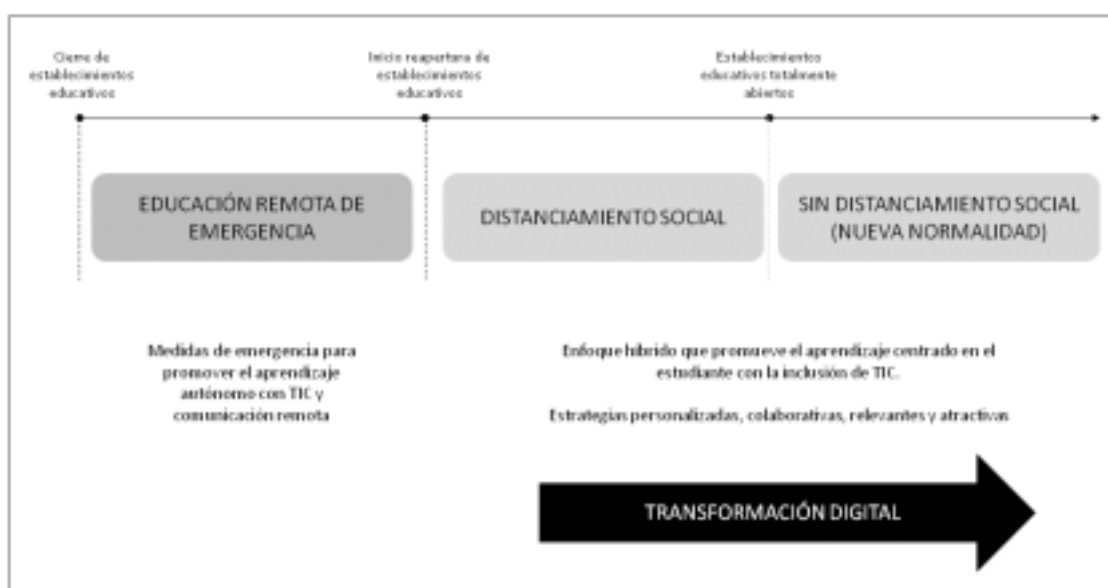 Cierre de
establecimientos
educativos
Inicio reapertura de
establecimientos
educativos
Establecimientos
educativos totalmente
abiertos
EDUCACIÓN REMOTA DE
EMERGENCIA
DISTANCIAMIENTO SOCIAL
SIN DISTANCIAMIENTO SOCIAL
(NUEVA NORMALIDAD)
Medidas de emergencia para
promover el aprendizaje
autónomo con TIC y
comunicación remota
Enfoque híbrido que promueve el aprendizaje centrado en el
estudiante con la inclusión de TIC.
Estrategias personalizadas, colaborativas, relevantes y atractivas
TRANSFORMACIÓN DIGITAL